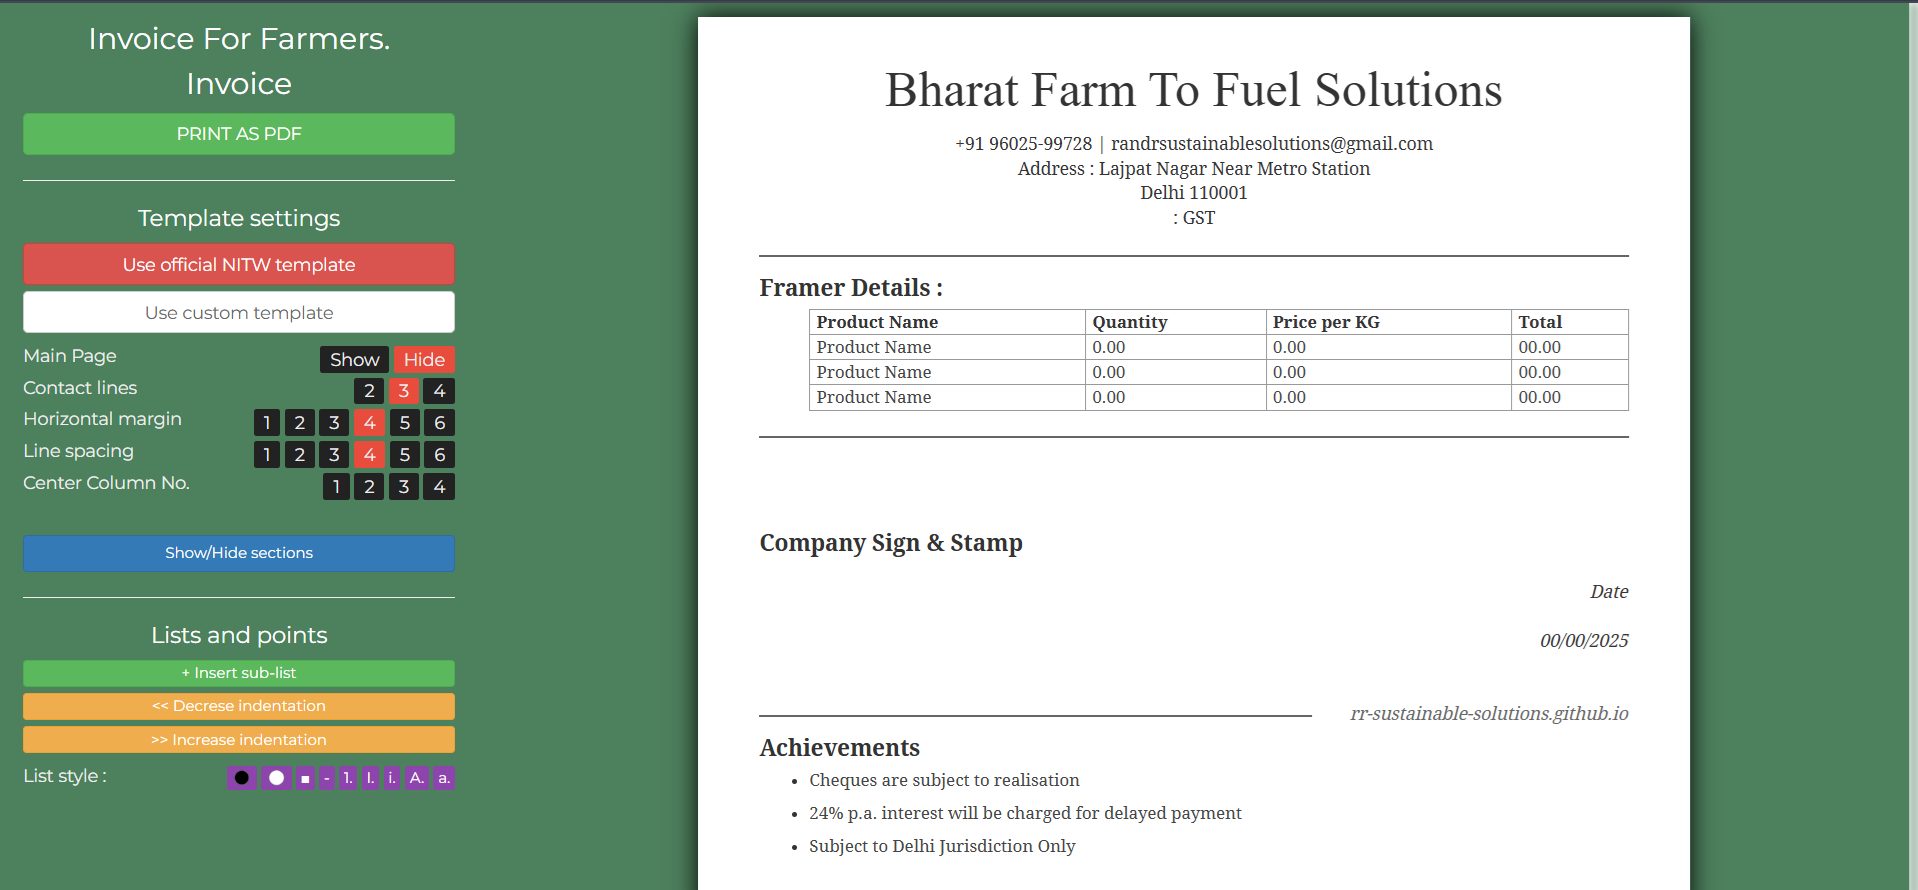 Invoice For Farmers.
Invoice
PRINT AS PDF
Template settings
Use official NITW template
Use custom template
Main Page Show Hide
Contact lines 2 3 4
Horizontal margin 1 2 3 4 5 6
Line spacing 1 2 3 4 5 6
Center Column No. 1 2 3 4
Show/Hide sections
Lists and points
+ Insert sub-list
<< Decrese indentation
>> Increase indentation
List style : ● ● ■ - 1. I. i. A. a.
Bharat Farm To Fuel Solutions
+91 96025-99728 | randrsustainablesolutions@gmail.com
Address : Lajpat Nagar Near Metro Station
Delhi 110001
: GST
Framer Details :
Product Name Quantity Price per KG Total
Product Name 0.00 0.00 00.00
Product Name 0.00 0.00 00.00
Product Name 0.00 0.00 00.00
Company Sign & Stamp
Date
00/00/2025
rr-sustainable-solutions.github.io
Achievements
• Cheques are subject to realisation
• 24% p.a. interest will be charged for delayed payment
• Subject to Delhi Jurisdiction Only